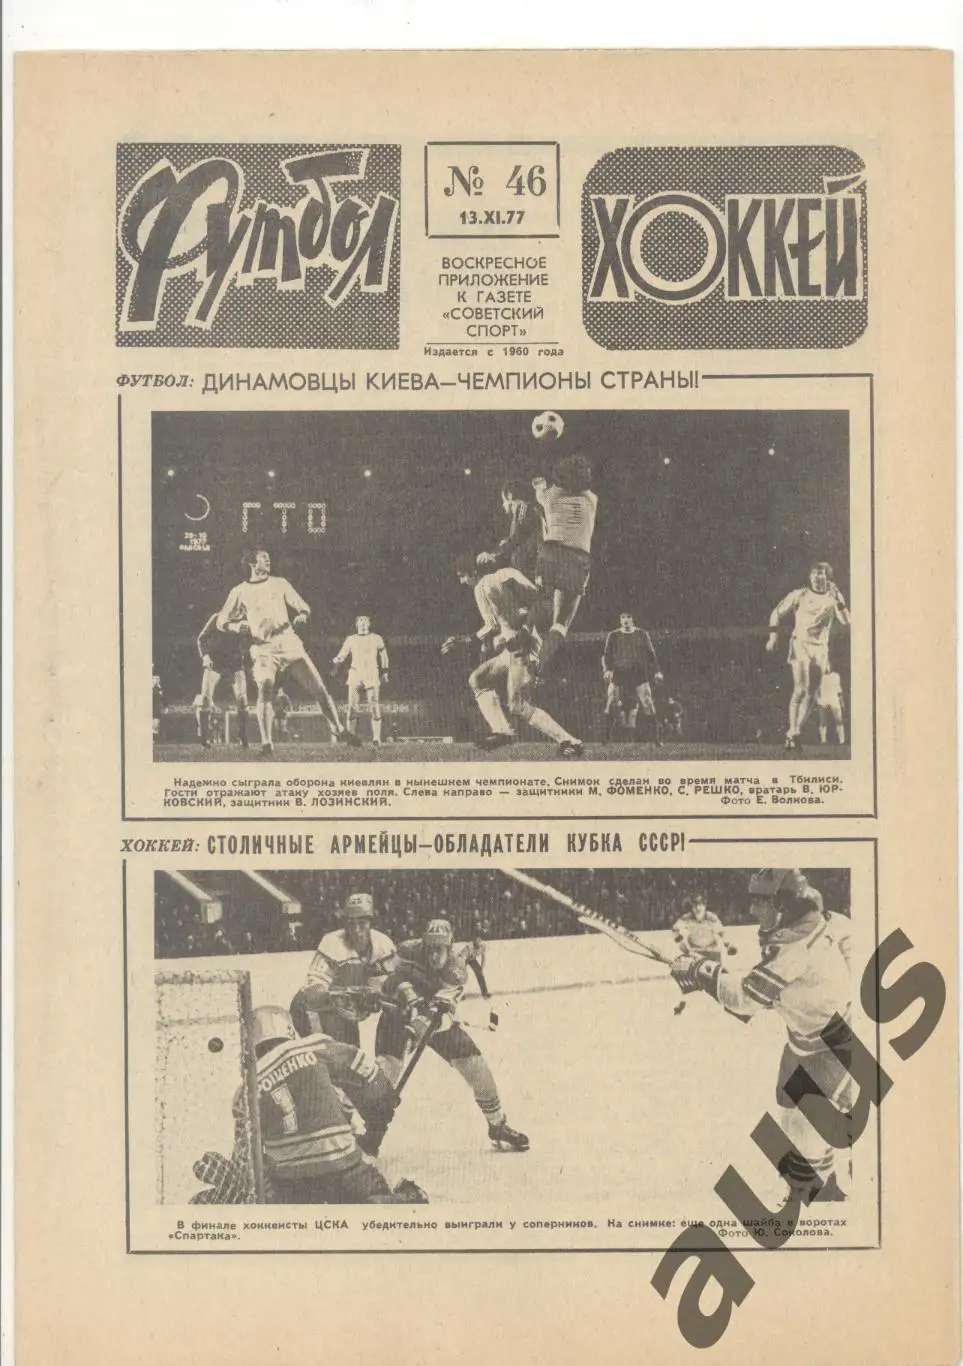 Футбол
№ 46
13.XI.77
ВОСКРЕСНОЕ
ПРИЛОЖЕНИЕ
К ГАЗЕТЕ
«СОВЕТСКИЙ
СПОРТ»
Издается с 1960 года
ХОККЕЙ
ФУТБОЛ: ДИНАМОВЦЫ КИЕВА—ЧЕМПИОНЫ СТРАНЫ!
ГТО
Надежно сыграла оборона киевлян в нынешнем чемпионате. Снимок сделан во время матча в Тбилиси.
Гости отражают атаку хозяев поля. Слева направо — защитники М. ФОМЕНКО, С. РЕШКО, вратарь В. ЮР-
КОВСКИЙ, защитник В. ЛОЗИНСКИЙ. Фото Е. Волкова.
ХОККЕЙ: СТОЛИЧНЫЕ АРМЕЙЦЫ—ОБЛАДАТЕЛИ КУБКА СССР!
1
В финале хоккеисты ЦСКА убедительно выиграли у соперников. На снимке: еще одна шайба в воротах
«Спартака». Фото Ю. Соколова.
auus